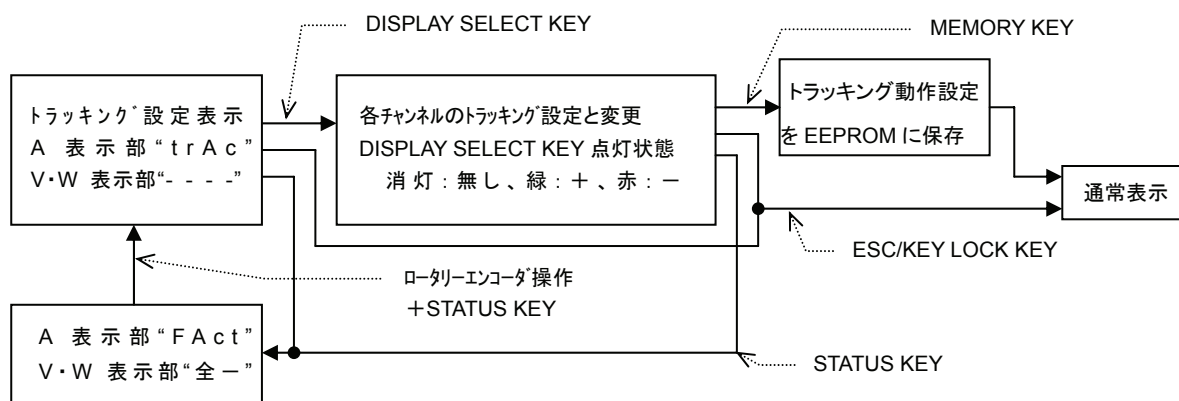 DISPLAY SELECT KEY
MEMORY KEY
ﾄﾗｯｷﾝｸﾞ設定表示
A 表示部“trAc”
V・W 表示部“- - - -”
各ﾁｬﾝﾈﾙのﾄﾗｯｷﾝｸﾞ設定と変更
DISPLAY SELECT KEY 点灯状態
消灯：無し、緑：＋、赤：－
トラッキング動作設定
を EEPROM に保存
通常表示
ESC/KEY LOCK KEY
ﾛｰﾀﾘｰｴﾝｺｰﾀﾞ操作
＋STATUS KEY
A 表示部“FAct”
V・W 表示部“全－”
STATUS KEY